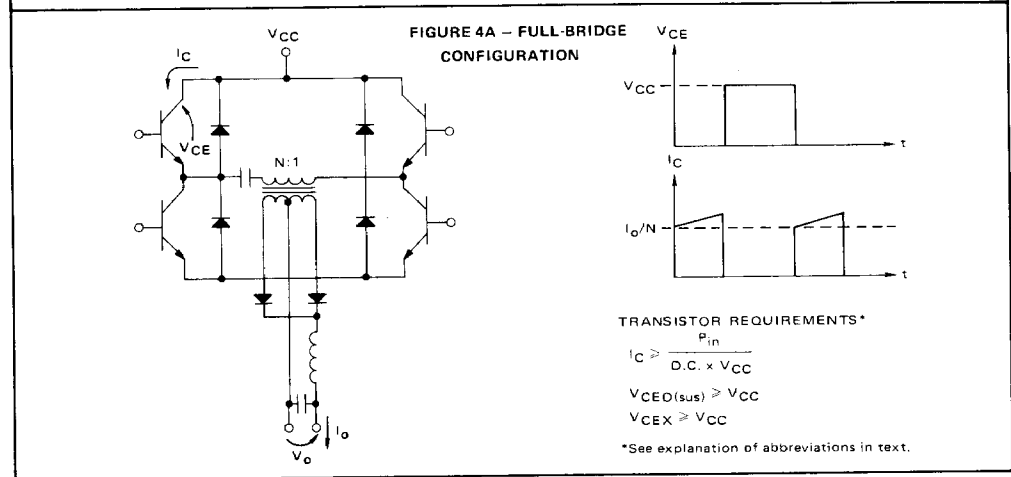 FIGURE 4A – FULL-BRIDGE
CONFIGURATION
VCC
IC
VCE
N:1
Vo
Io
VCE
VCC
t
IC
Io/N
t
TRANSISTOR REQUIREMENTS*
IC ⩾ Pin / D.C. × VCC
VCEO(sus) ⩾ VCC
VCEX ⩾ VCC
*See explanation of abbreviations in text.